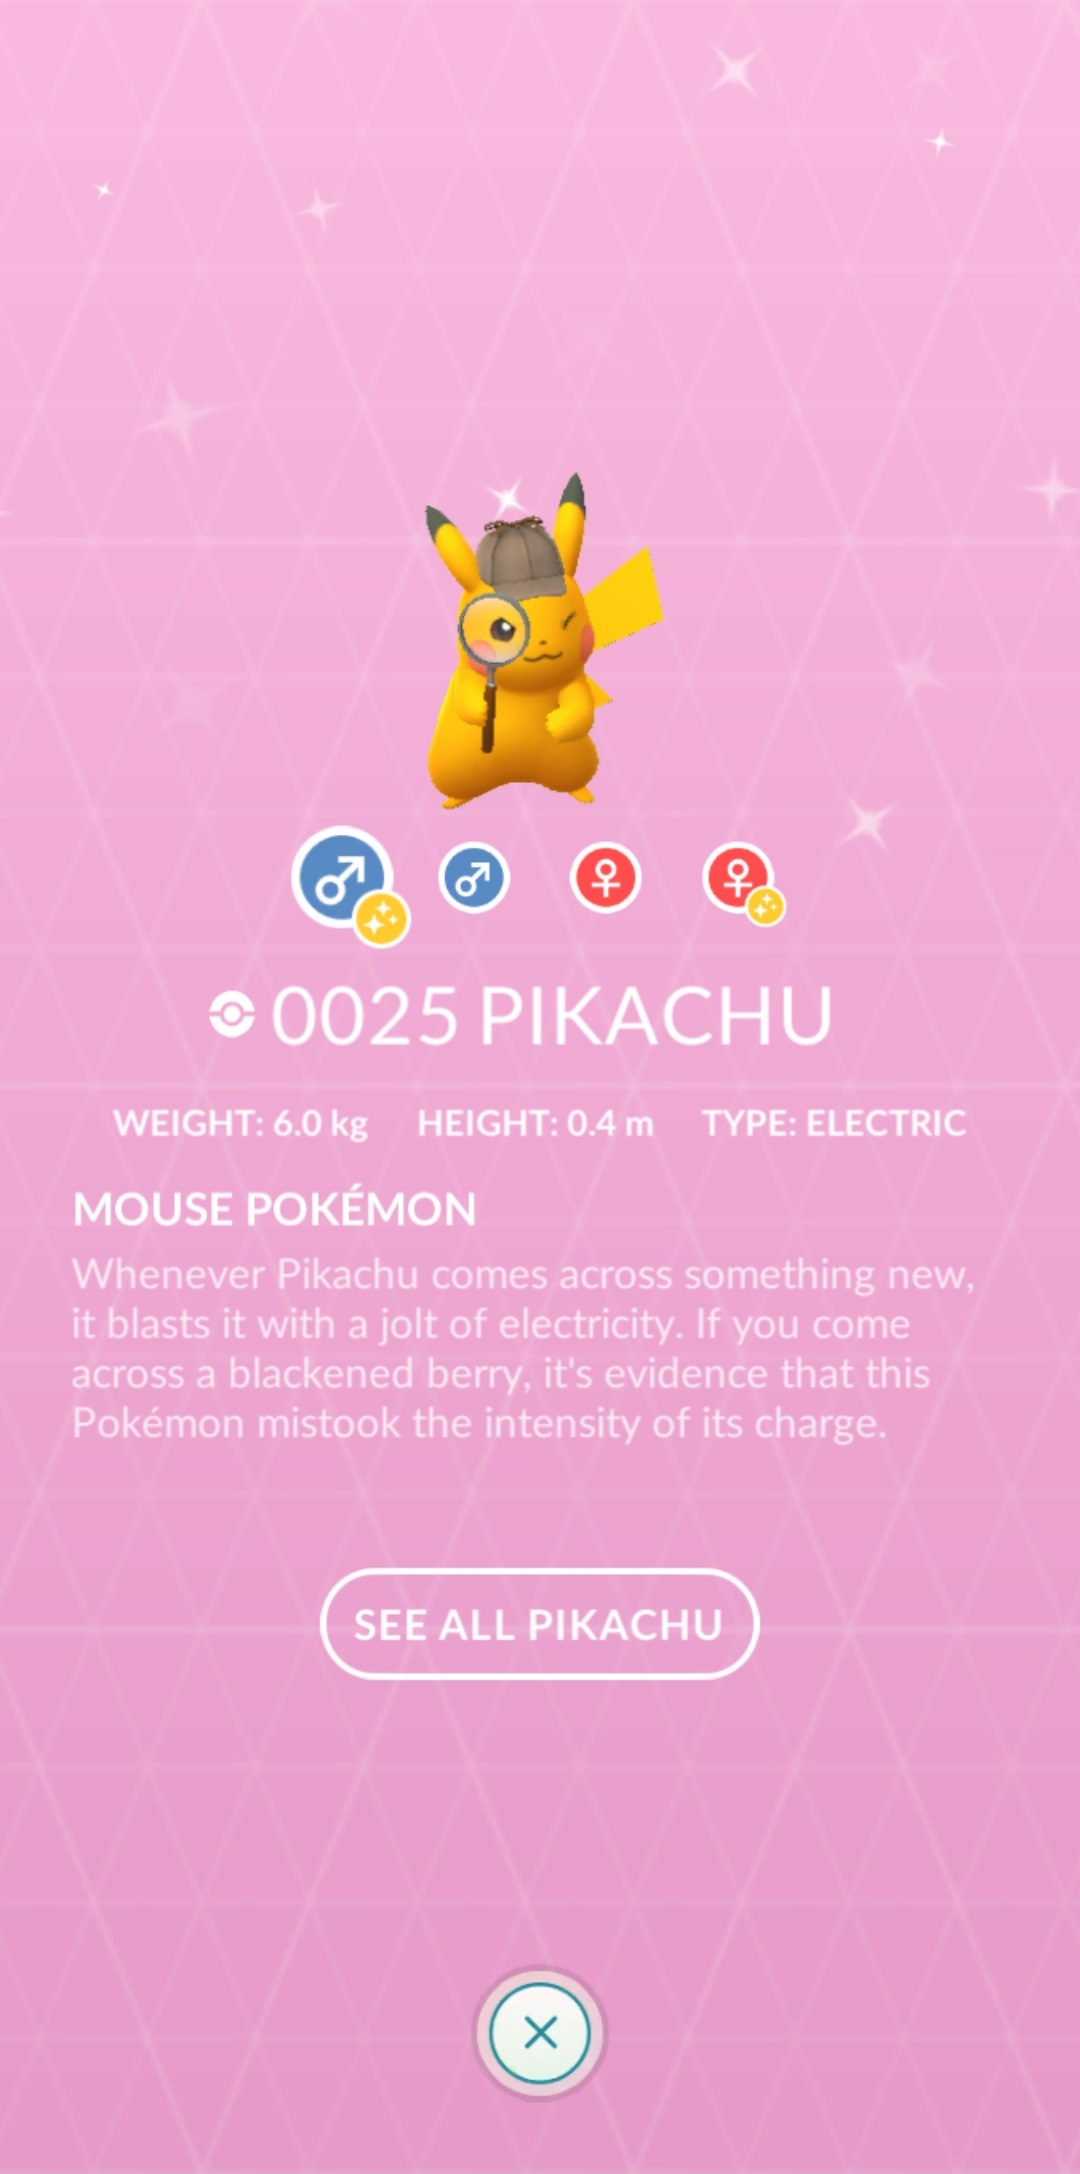 0025 PIKACHU
WEIGHT: 6.0 kg HEIGHT: 0.4 m TYPE: ELECTRIC
MOUSE POKÉMON
Whenever Pikachu comes across something new,
it blasts it with a jolt of electricity. If you come
across a blackened berry, it's evidence that this
Pokémon mistook the intensity of its charge.
SEE ALL PIKACHU